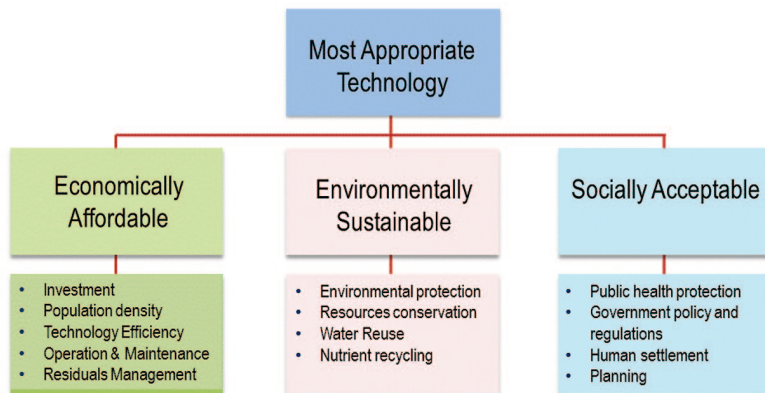 Most Appropriate
Technology
Economically
Affordable
• Investment
• Population density
• Technology Efficiency
• Operation & Maintenance
• Residuals Management
Environmentally
Sustainable
• Environmental protection
• Resources conservation
• Water Reuse
• Nutrient recycling
Socially Acceptable
• Public health protection
• Government policy and
regulations
• Human settlement
• Planning